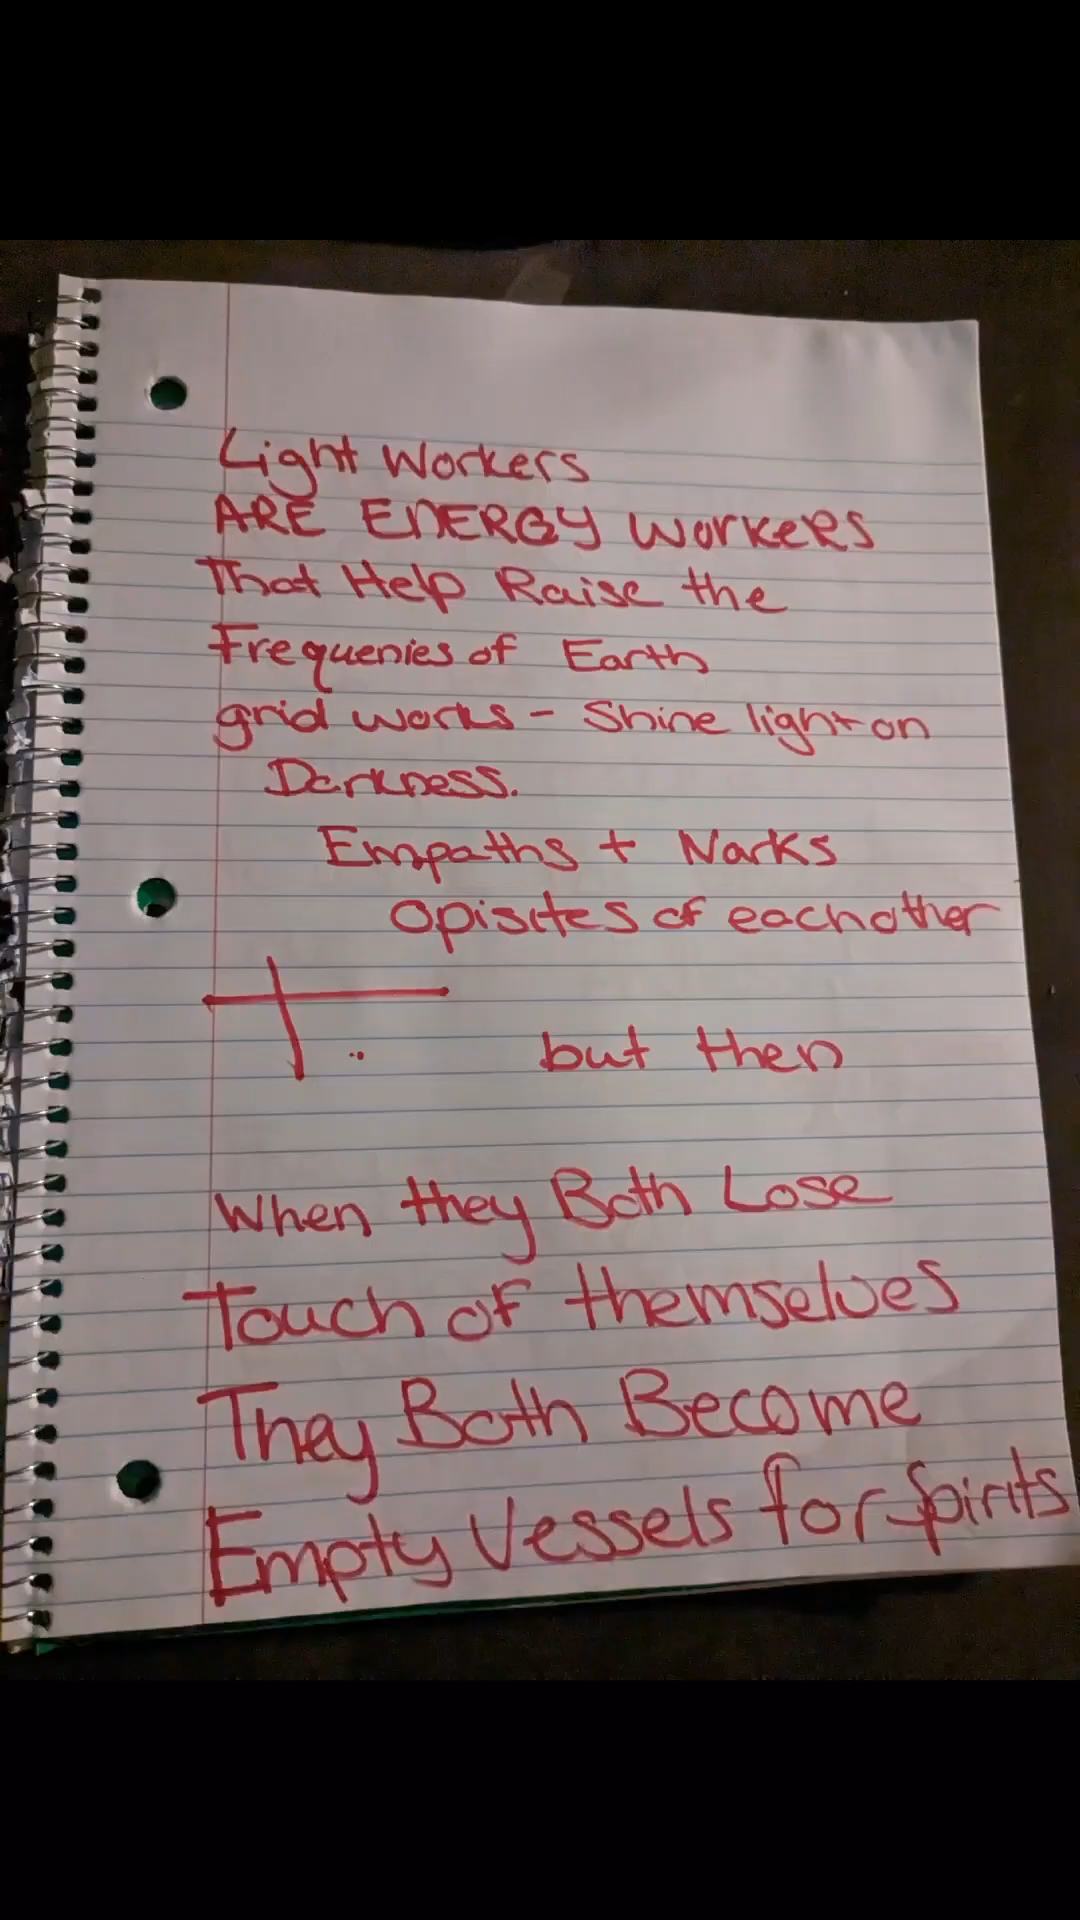 Light Workers
ARE ENERGY WORKERS
That Help Raise the
Frequenies of Earth
grid works - Shine light on
Darkness.
Empaths + Narks
Opisites of eachother
but then
When they Both Lose
Touch of themselves
They Both Become
Empty Vessels for Spirits